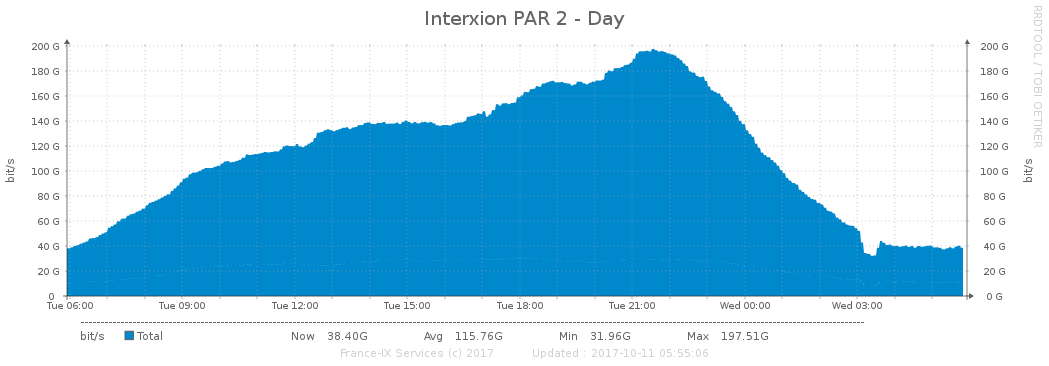 Interxion PAR 2 - Day
RRDTOOL / TOBI OETIKER
200 G 200 G
180 G 180 G
160 G 160 G
140 G 140 G
120 G 120 G
100 G 100 G
80 G 80 G
60 G 60 G
40 G 40 G
20 G 20 G
0 0 G
bit/s bit/s
Tue 06:00 Tue 09:00 Tue 12:00 Tue 15:00 Tue 18:00 Tue 21:00 Wed 00:00 Wed 03:00
bit/s Total Now 38.40G Avg 115.76G Min 31.96G Max 197.51G
France-IX Services (c) 2017 Updated : 2017-10-11 05:55:06